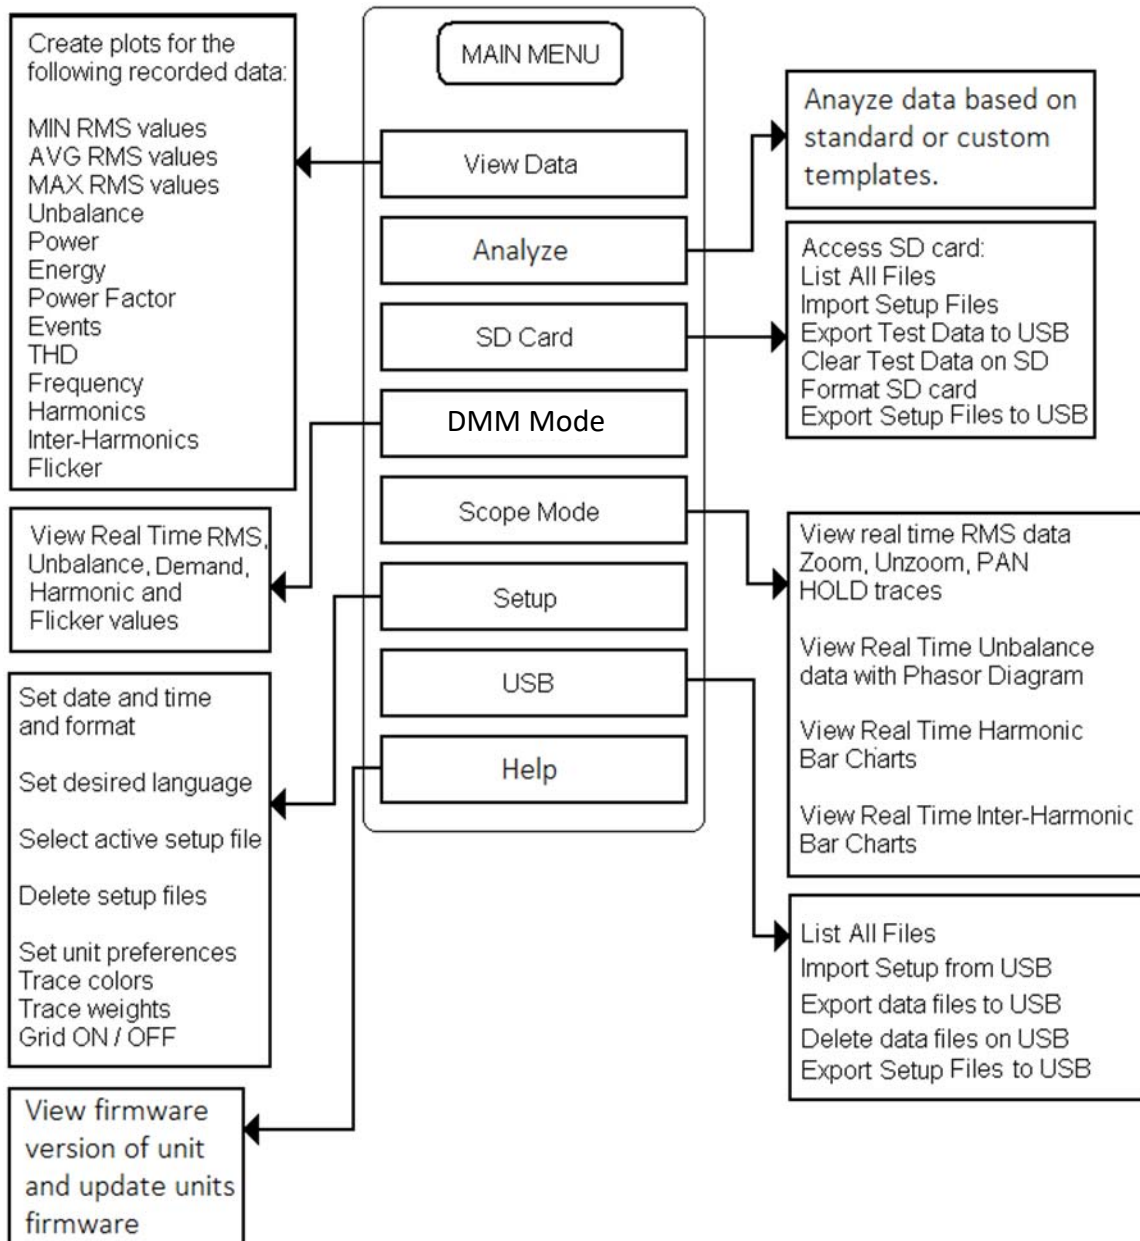 MAIN MENU
View Data
Analyze
SD Card
DMM Mode
Scope Mode
Setup
USB
Help
Create plots for the
following recorded data:
MIN RMS values
AVG RMS values
MAX RMS values
Unbalance
Power
Energy
Power Factor
Events
THD
Frequency
Harmonics
Inter-Harmonics
Flicker
View Real Time RMS,
Unbalance, Demand,
Harmonic and
Flicker values
Set date and time
and format
Set desired language
Select active setup file
Delete setup files
Set unit preferences
Trace colors
Trace weights
Grid ON / OFF
View firmware
version of unit
and update units
firmware
Anayze data based on
standard or custom
templates.
Access SD card:
List All Files
Import Setup Files
Export Test Data to USB
Clear Test Data on SD
Format SD card
Export Setup Files to USB
View real time RMS data
Zoom, Unzoom, PAN
HOLD traces
View Real Time Unbalance
data with Phasor Diagram
View Real Time Harmonic
Bar Charts
View Real Time Inter-Harmonic
Bar Charts
List All Files
Import Setup from USB
Export data files to USB
Delete data files on USB
Export Setup Files to USB